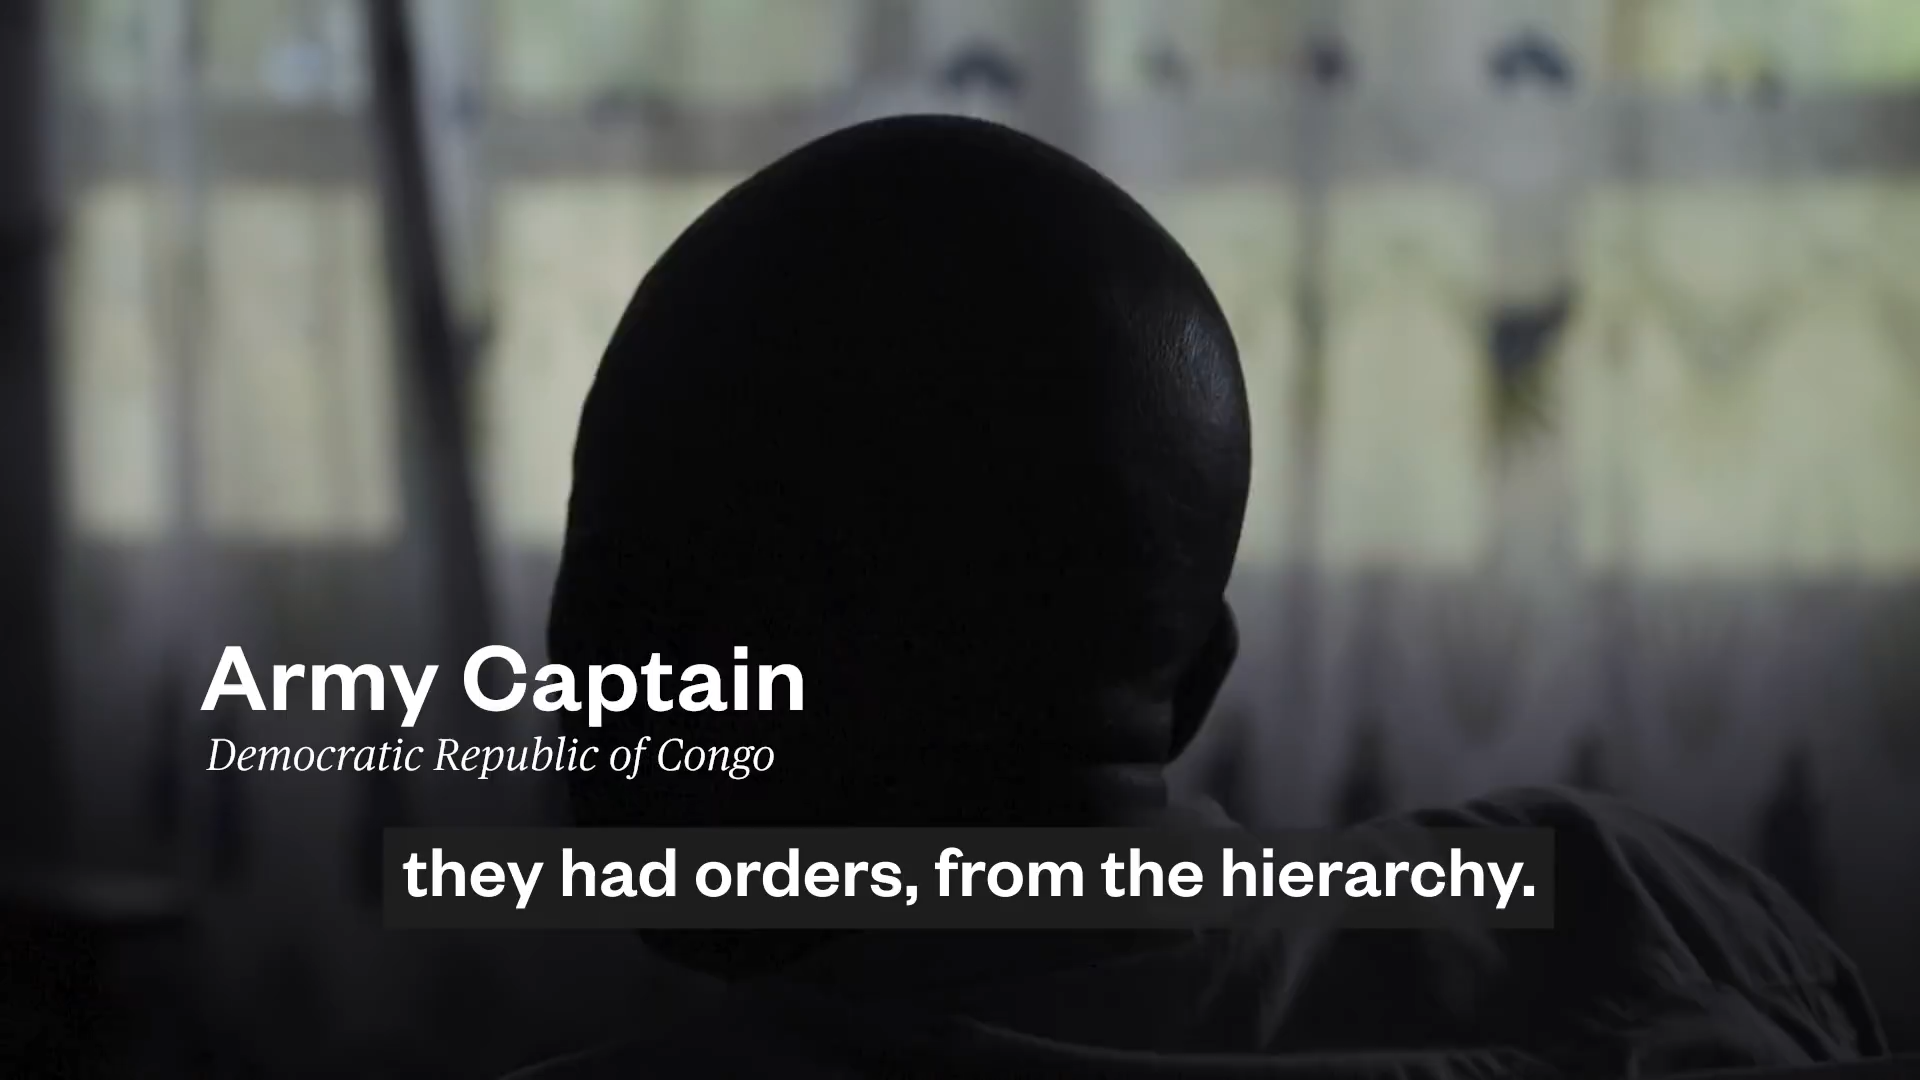 Army Captain
Democratic Republic of Congo
they had orders, from the hierarchy.